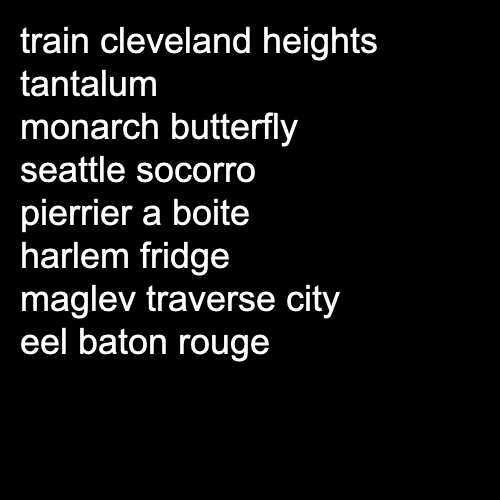 train cleveland heights
tantalum
monarch butterfly
seattle socorro
pierrier a boite
harlem fridge
maglev traverse city
eel baton rouge